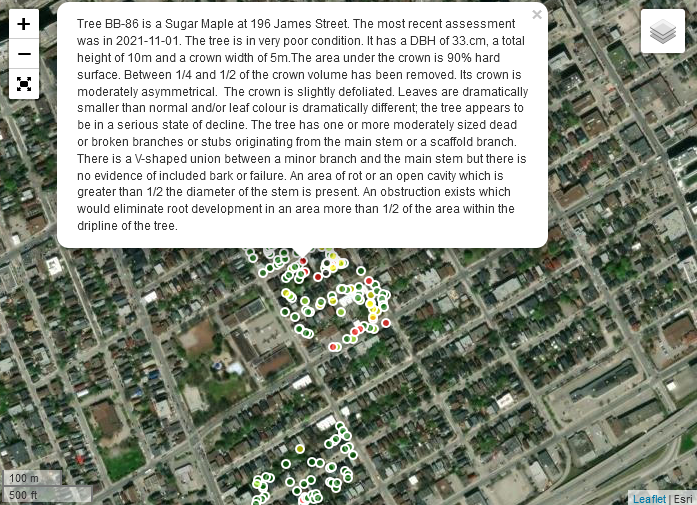 +
−
×
Tree BB-86 is a Sugar Maple at 196 James Street. The most recent assessment
was in 2021-11-01. The tree is in very poor condition. It has a DBH of 33.cm, a total
height of 10m and a crown width of 5m.The area under the crown is 90% hard
surface. Between 1/4 and 1/2 of the crown volume has been removed. Its crown is
moderately asymmetrical.  The crown is slightly defoliated. Leaves are dramatically
smaller than normal and/or leaf colour is dramatically different; the tree appears to
be in a serious state of decline. The tree has one or more moderately sized dead
or broken branches or stubs originating from the main stem or a scaffold branch.
There is a V-shaped union between a minor branch and the main stem but there is
no evidence of included bark or failure. An area of rot or an open cavity which is
greater than 1/2 the diameter of the stem is present. An obstruction exists which
would eliminate root development in an area more than 1/2 of the area within the
dripline of the tree.
100 m
500 ft
Leaflet | Esri